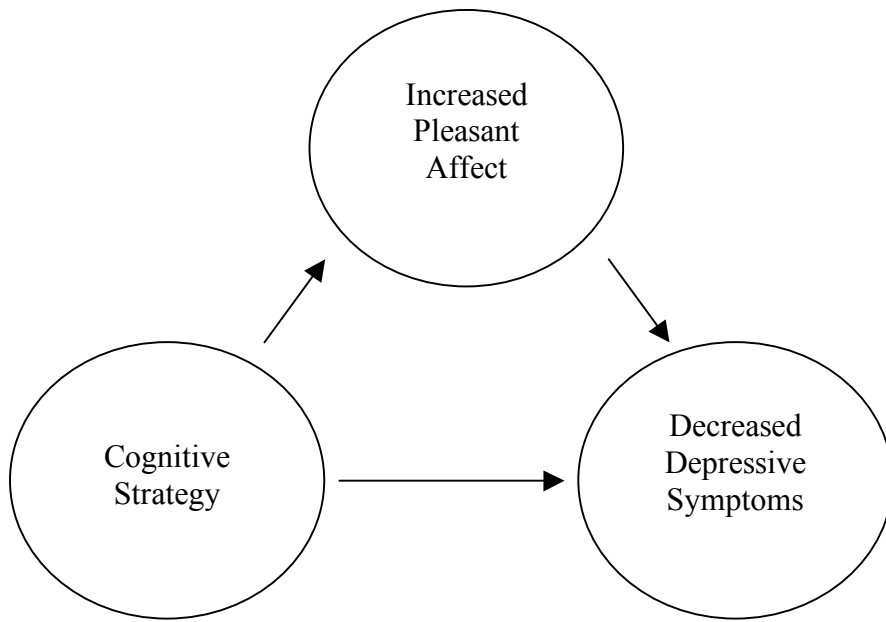 Increased
Pleasant
Affect
Cognitive
Strategy
Decreased
Depressive
Symptoms